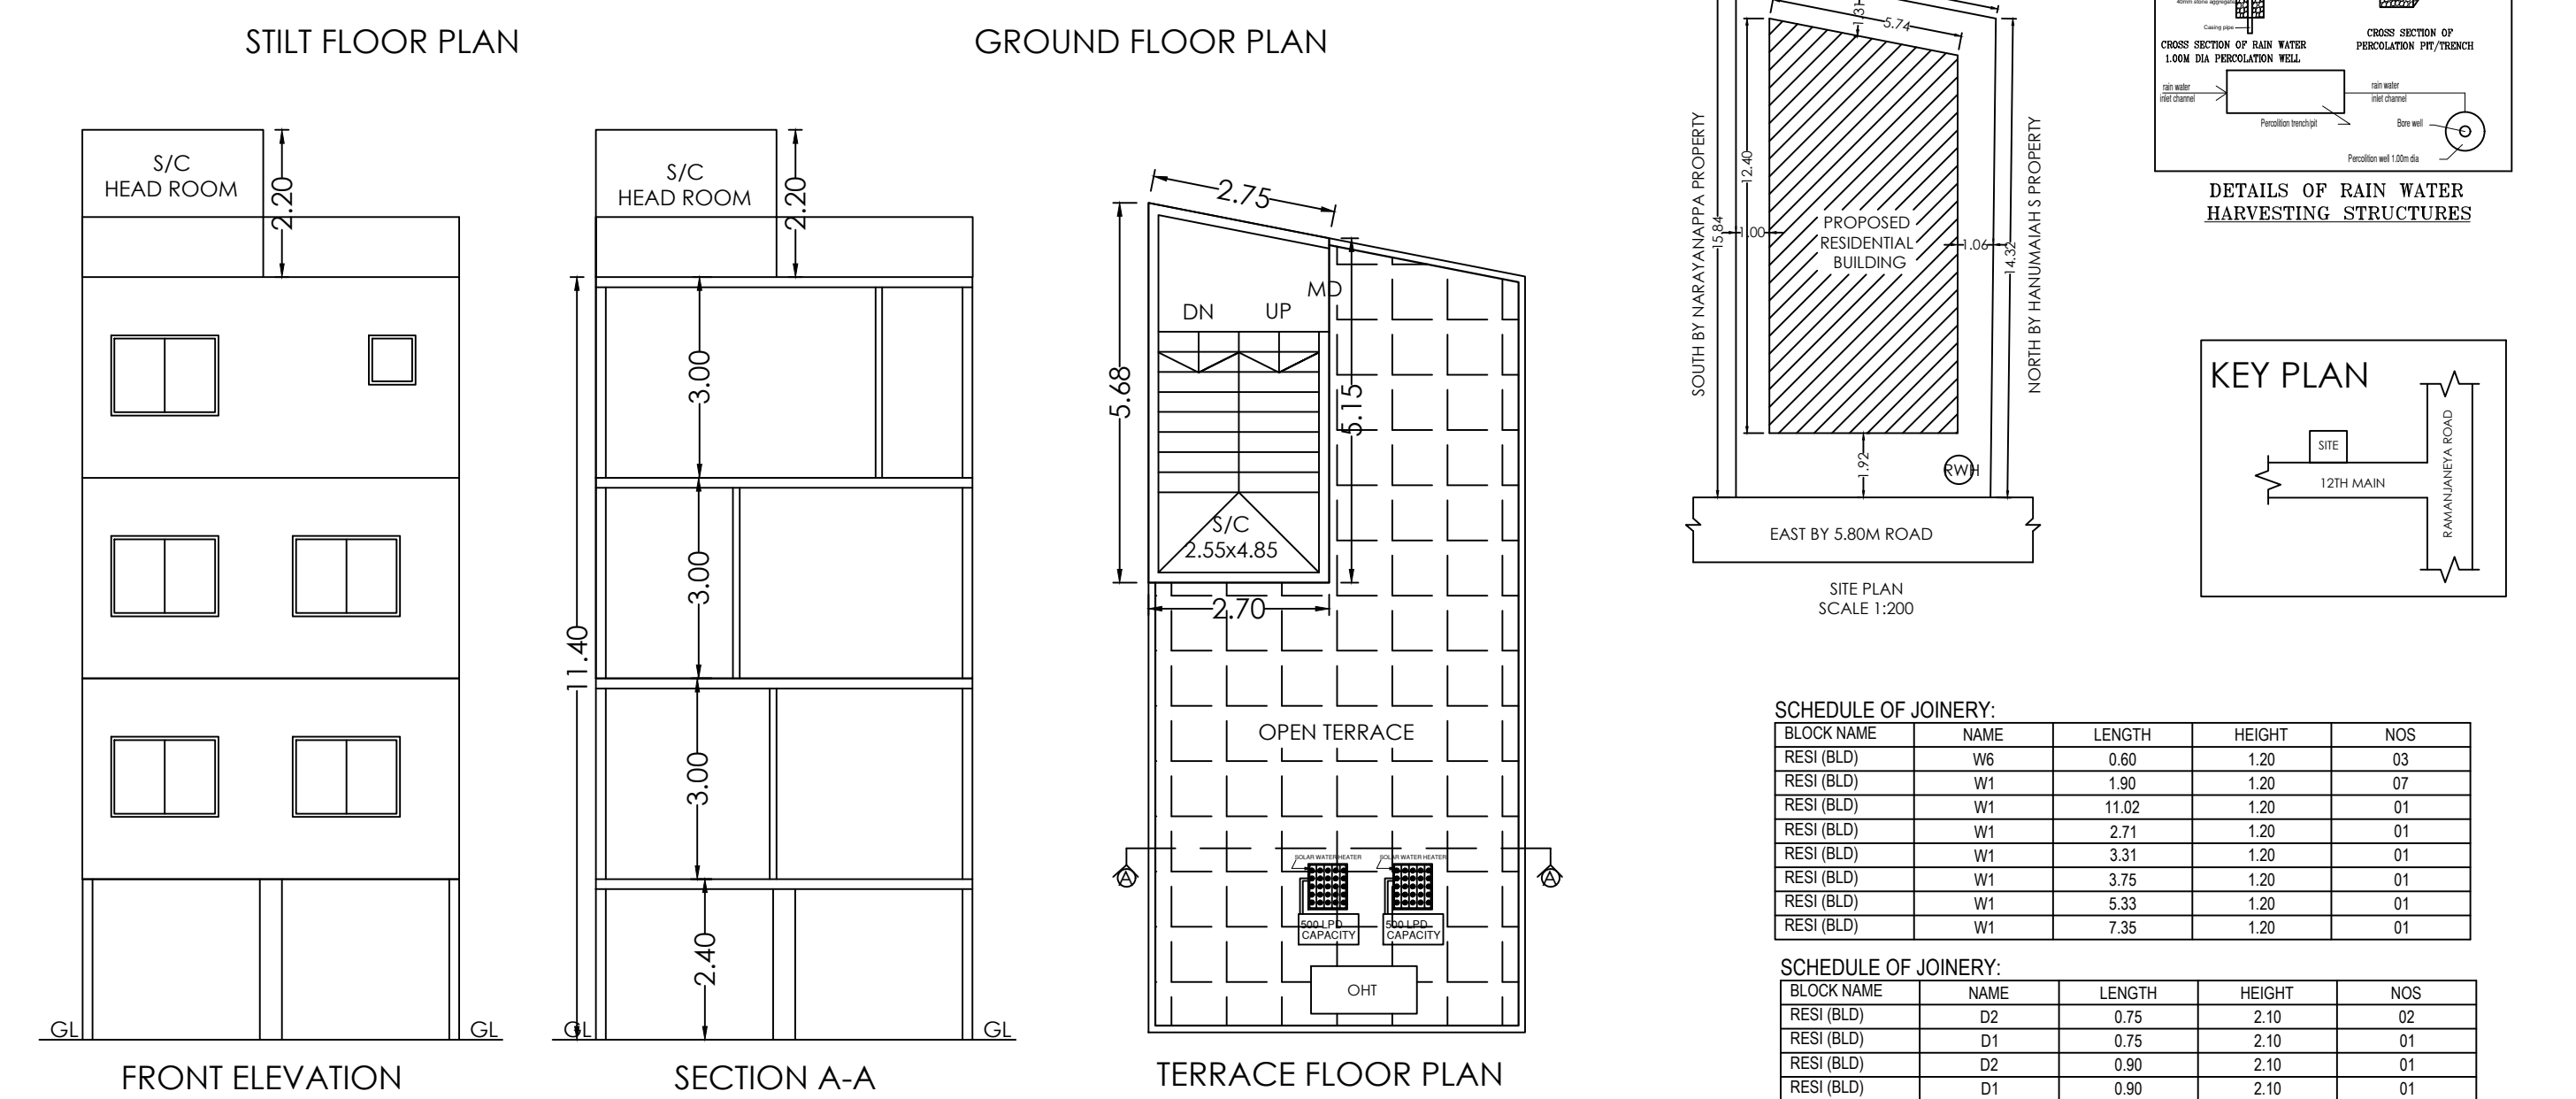 STILT FLOOR PLAN
GROUND FLOOR PLAN
S/C
HEAD ROOM
2.20
GL
GL
FRONT ELEVATION
S/C
HEAD ROOM
2.20
3.00
3.00
3.00
2.40
11.40
GL
GL
SECTION A-A
2.75
5.68
5.15
MD
DN
UP
S/C
2.55x4.85
2.70
OPEN TERRACE
A
A
SOLAR WATER HEATER
SOLAR WATER HEATER
500 LPD
CAPACITY
500 LPD
CAPACITY
OHT
TERRACE FLOOR PLAN
5.74
1.31
12.40
15.84
1.00
1.06
14.32
1.92
SOUTH BY NARAYANAPPA PROPERTY
NORTH BY HANUMAIAH S PROPERTY
PROPOSED
RESIDENTIAL
BUILDING
RWH
EAST BY 5.80M ROAD
SITE PLAN
SCALE 1:200
40mm stone aggregate
Casing pipe
CROSS SECTION OF RAIN WATER
1.00M DIA PERCOLATION WELL
CROSS SECTION OF
PERCOLATION PIT/TRENCH
rain water
inlet channel
rain water
inlet channel
Percolition trench/pit
Bore well
Percolition well 1.00m dia
DETAILS OF RAIN WATER
HARVESTING STRUCTURES
KEY PLAN
SITE
12TH MAIN
RAMANJANEYA ROAD
SCHEDULE OF JOINERY:
BLOCK NAME NAME LENGTH HEIGHT NOS
RESI (BLD) W6 0.60 1.20 03
RESI (BLD) W1 1.90 1.20 07
RESI (BLD) W1 11.02 1.20 01
RESI (BLD) W1 2.71 1.20 01
RESI (BLD) W1 3.31 1.20 01
RESI (BLD) W1 3.75 1.20 01
RESI (BLD) W1 5.33 1.20 01
RESI (BLD) W1 7.35 1.20 01
SCHEDULE OF JOINERY:
BLOCK NAME NAME LENGTH HEIGHT NOS
RESI (BLD) D2 0.75 2.10 02
RESI (BLD) D1 0.75 2.10 01
RESI (BLD) D2 0.90 2.10 01
RESI (BLD) D1 0.90 2.10 01